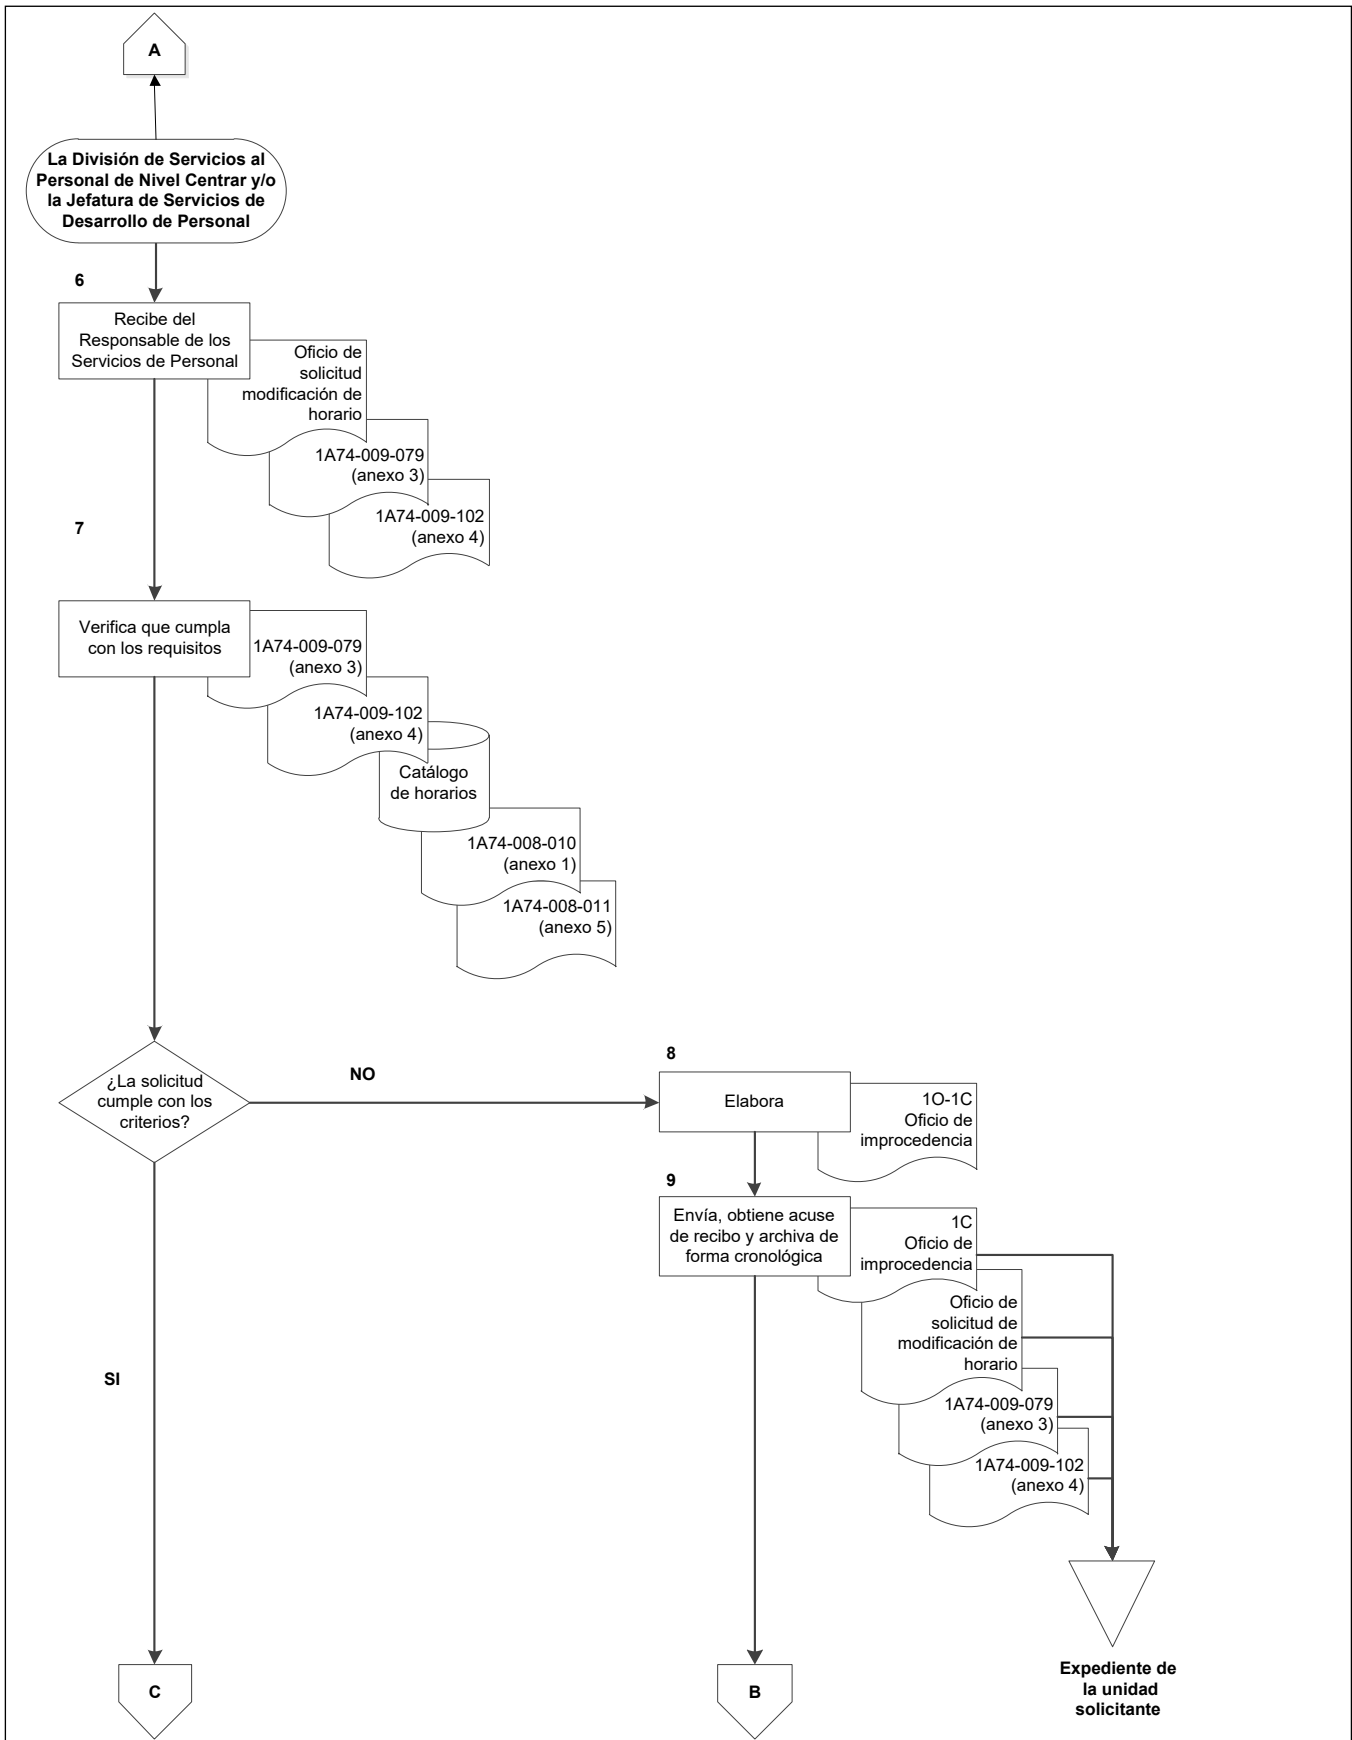 A
La División de Servicios al
Personal de Nivel Centrar y/o
la Jefatura de Servicios de
Desarrollo de Personal
6
Recibe del
Responsable de los
Servicios de Personal
Oficio de
solicitud
modificación de
horario
1A74-009-079
(anexo 3)
1A74-009-102
(anexo 4)
7
Verifica que cumpla
con los requisitos
1A74-009-079
(anexo 3)
1A74-009-102
(anexo 4)
Catálogo
de horarios
1A74-008-010
(anexo 1)
1A74-008-011
(anexo 5)
¿La solicitud
cumple con los
criterios?
NO
8
Elabora
1O-1C
Oficio de
improcedencia
9
Envía, obtiene acuse
de recibo y archiva de
forma cronológica
1C
Oficio de
improcedencia
Oficio de
solicitud de
modificación de
horario
1A74-009-079
(anexo 3)
1A74-009-102
(anexo 4)
SI
Expediente de
la unidad
solicitante
C
B